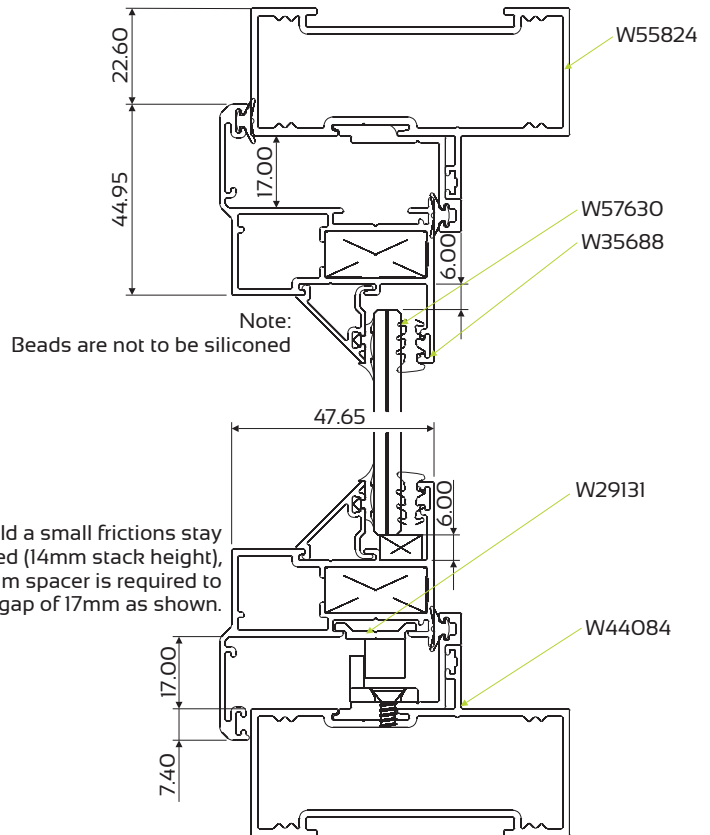 W55824
22.60
44.95
17.00
W57630
W35688
6.00
Note:
Beads are not to be siliconed
47.65
W29131
6.00
ld a small frictions stay
ed (14mm stack height),
m spacer is required to
gap of 17mm as shown.
W44084
17.00
7.40